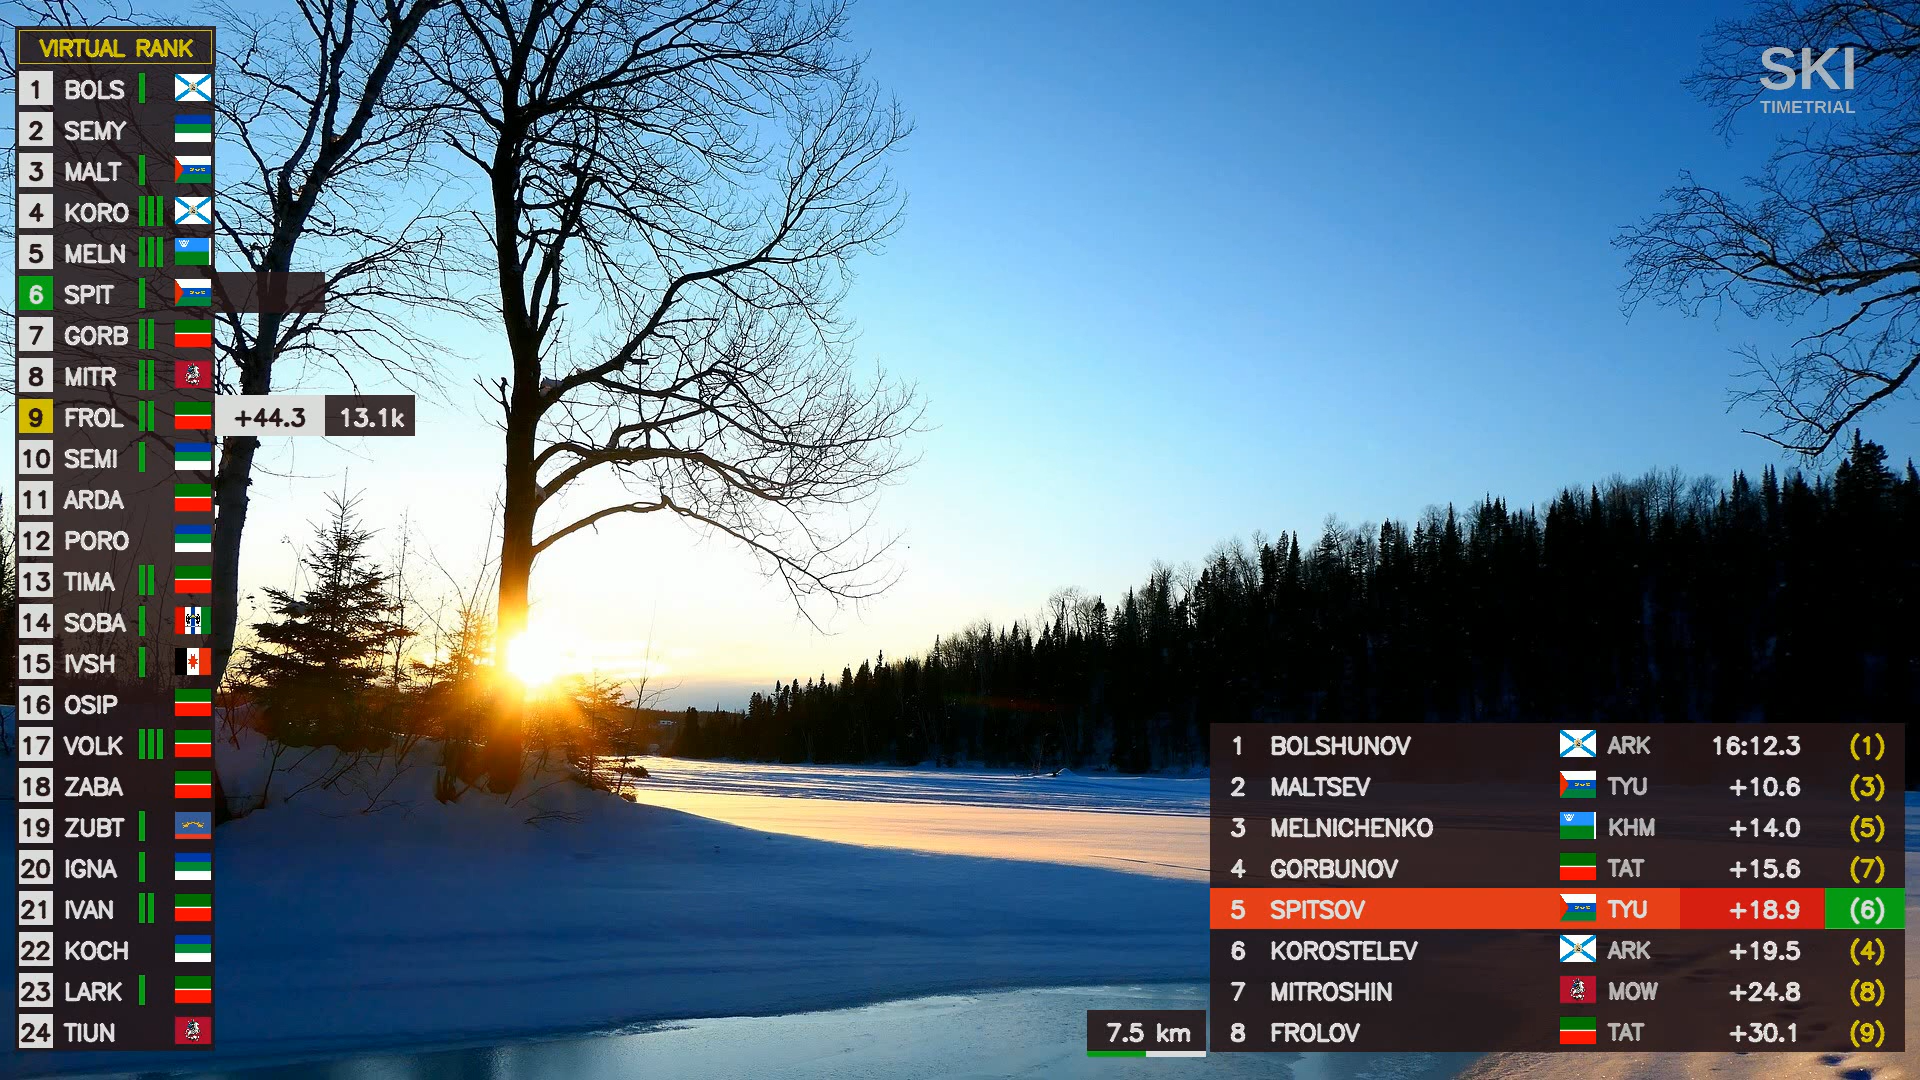 VIRTUAL RANK
1 BOLS
2 SEMY
3 MALT
4 KORO
5 MELN
6 SPIT
7 GORB
8 MITR
9 FROL +44.3 13.1k
10 SEMI
11 ARDA
12 PORO
13 TIMA
14 SOBA
15 IVSH
16 OSIP
17 VOLK
18 ZABA
19 ZUBT
20 IGNA
21 IVAN
22 KOCH
23 LARK
24 TIUN
SKI
TIMETRIAL
1 BOLSHUNOV ARK 16:12.3 (1)
2 MALTSEV TYU +10.6 (3)
3 MELNICHENKO KHM +14.0 (5)
4 GORBUNOV TAT +15.6 (7)
5 SPITSOV TYU +18.9 (6)
6 KOROSTELEV ARK +19.5 (4)
7 MITROSHIN MOW +24.8 (8)
8 FROLOV TAT +30.1 (9)
7.5 km